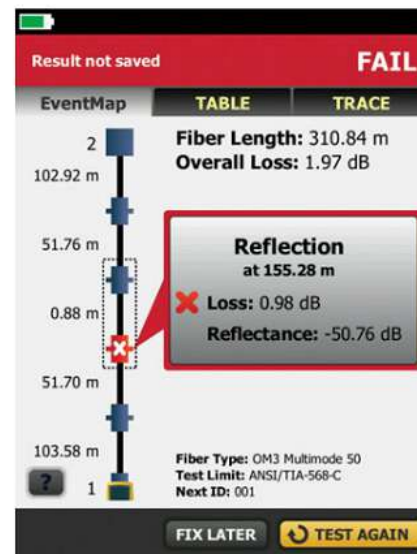 Result not saved
FAIL
EventMap
TABLE
TRACE
2
Fiber Length: 310.84 m
Overall Loss: 1.97 dB
102.92 m
51.76 m
Reflection
at 155.28 m
Loss: 0.98 dB
0.88 m
Reflectance: -50.76 dB
51.70 m
103.58 m
Fiber Type: OM3 Multimode 50
Test Limit: ANSI/TIA-568-C
Next ID: 001
?
1
FIX LATER
TEST AGAIN